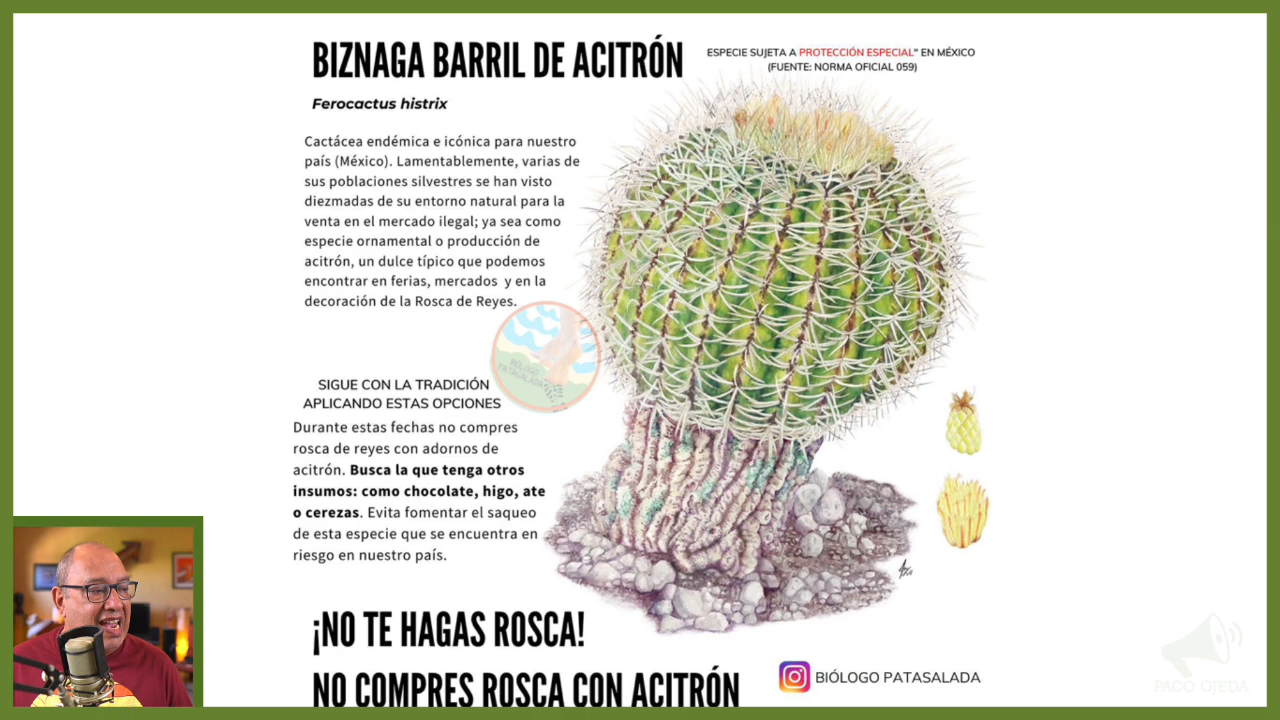 BIZNAGA BARRIL DE ACITRÓN
ESPECIE SUJETA A PROTECCIÓN ESPECIAL" EN MÉXICO
(FUENTE: NORMA OFICIAL 059)
Ferocactus histrix
Cactácea endémica e icónica para nuestro
país (México). Lamentablemente, varias de
sus poblaciones silvestres se han visto
diezmadas de su entorno natural para la
venta en el mercado ilegal; ya sea como
especie ornamental o producción de
acitrón, un dulce típico que podemos
encontrar en ferias, mercados y en la
decoración de la Rosca de Reyes.
BIÓLOGO
PATASALADA
SIGUE CON LA TRADICIÓN
APLICANDO ESTAS OPCIONES
Durante estas fechas no compres
rosca de reyes con adornos de
acitrón. Busca la que tenga otros
insumos: como chocolate, higo, ate
o cerezas. Evita fomentar el saqueo
de esta especie que se encuentra en
riesgo en nuestro país.
¡NO TE HAGAS ROSCA!
NO COMPRES ROSCA CON ACITRÓN
BIÓLOGO PATASALADA
PACO OJEDA